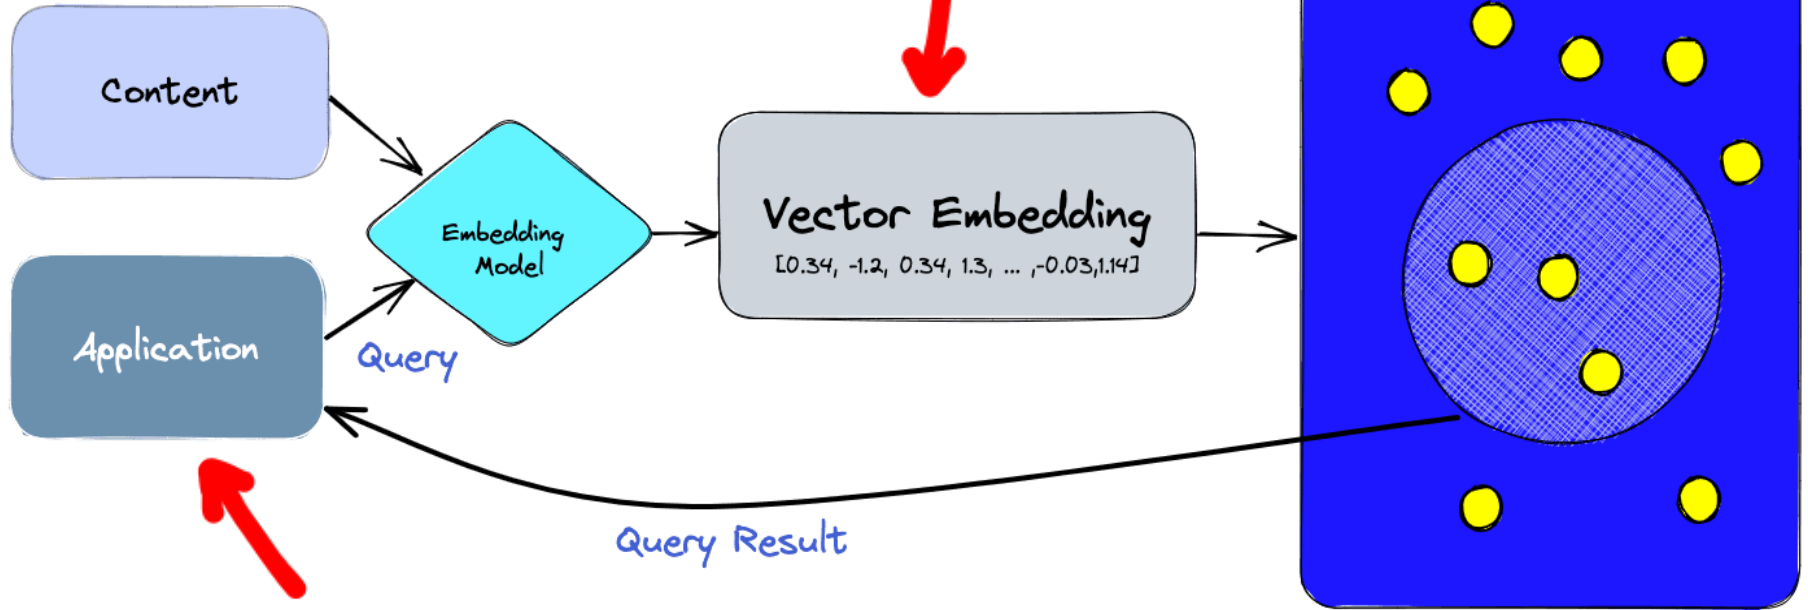 Content
Embedding
Model
Vector Embedding
[0.34, -1.2, 0.34, 1.3, ... ,-0.03,1.14]
Application
Query
Query Result